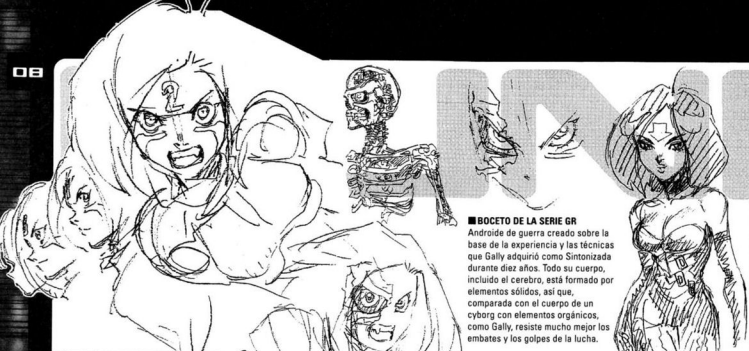 08
2
■BOCETO DE LA SERIE GR
Androide de guerra creado sobre la
base de la experiencia y las técnicas
que Gally adquirió como Sintonizada
durante diez años. Todo su cuerpo,
incluido el cerebro, está formado por
elementos sólidos, así que,
comparada con el cuerpo de un
cyborg con elementos orgánicos,
como Gally, resiste mucho mejor los
embates y los golpes de la lucha.